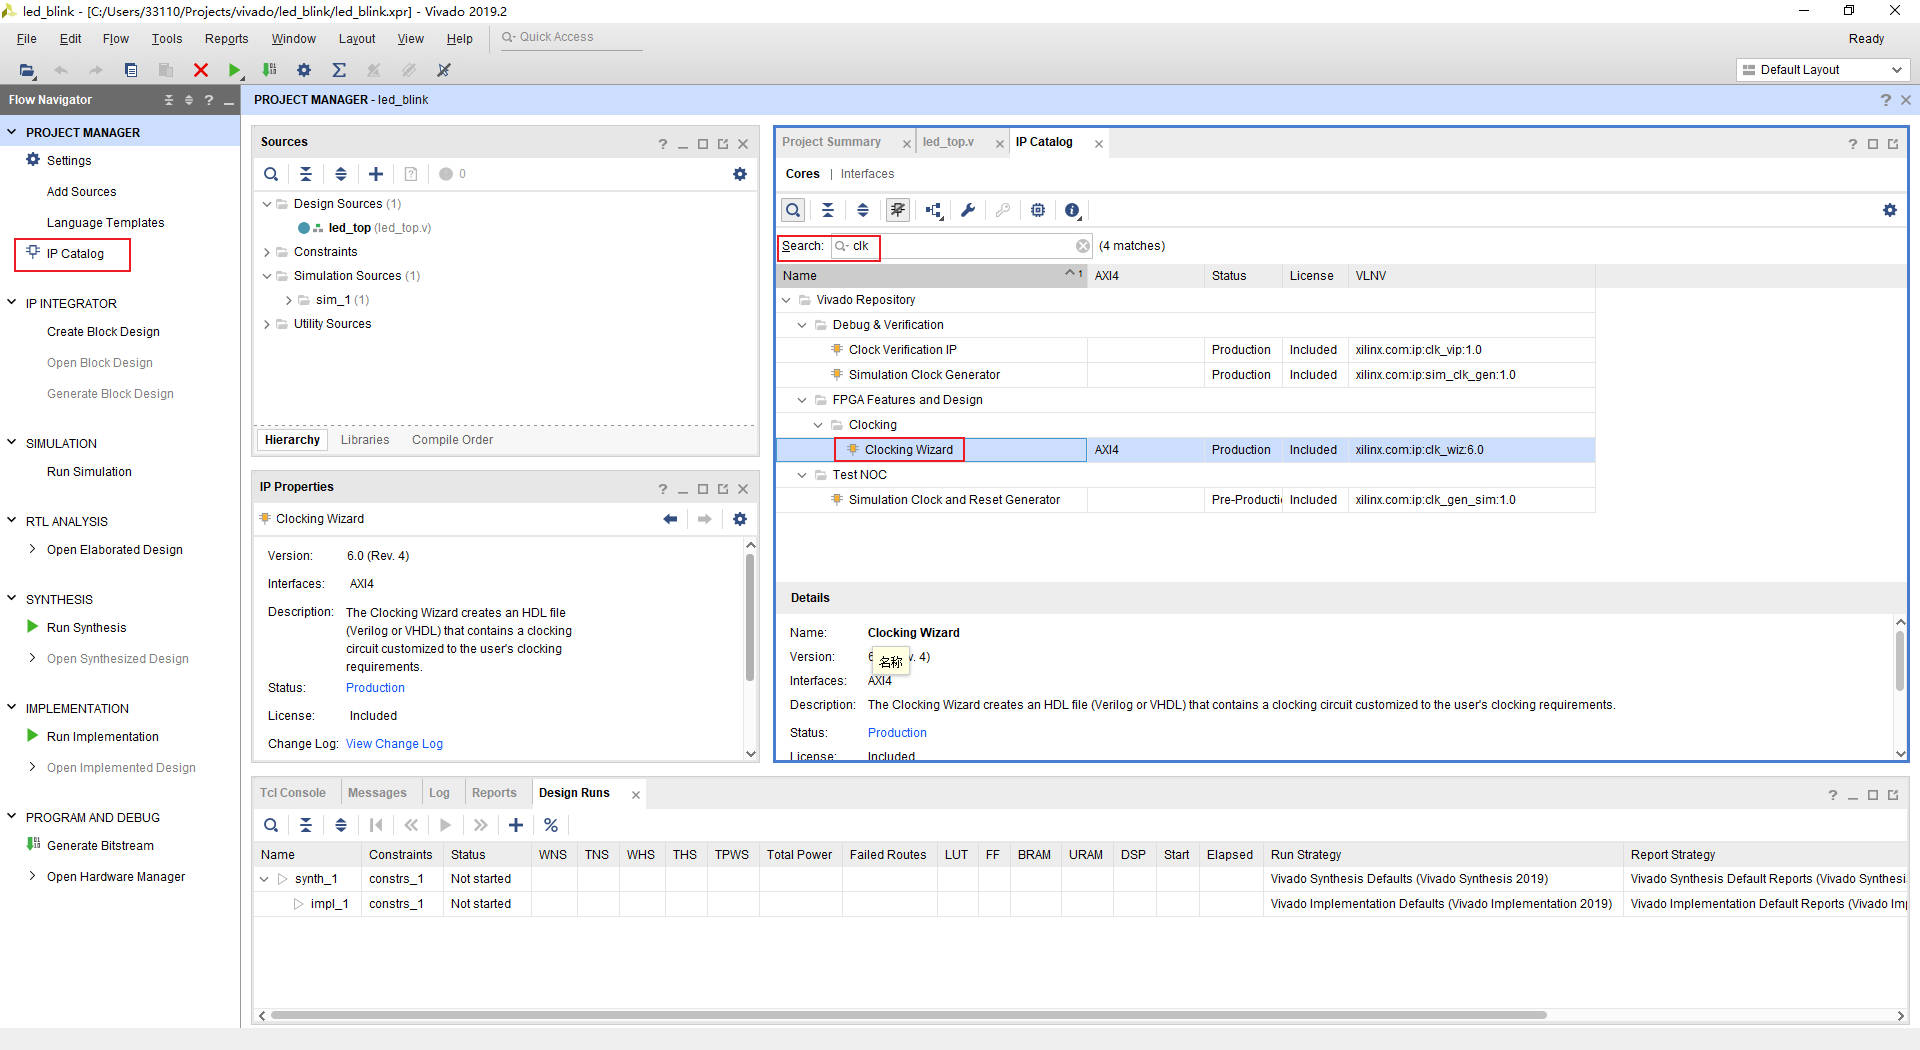 led_blink - [C:/Users/33110/Projects/vivado/led_blink/led_blink.xpr] - Vivado 2019.2
File Edit Flow Tools Reports Window Layout View Help Quick Access Ready
Default Layout
Flow Navigator
PROJECT MANAGER
Settings
Add Sources
Language Templates
IP Catalog
IP INTEGRATOR
Create Block Design
Open Block Design
Generate Block Design
SIMULATION
Run Simulation
RTL ANALYSIS
Open Elaborated Design
SYNTHESIS
Run Synthesis
Open Synthesized Design
IMPLEMENTATION
Run Implementation
Open Implemented Design
PROGRAM AND DEBUG
Generate Bitstream
Open Hardware Manager
PROJECT MANAGER - led_blink
Sources
0
Design Sources (1)
led_top (led_top.v)
Constraints
Simulation Sources (1)
sim_1 (1)
Utility Sources
Hierarchy Libraries Compile Order
IP Properties
Clocking Wizard
Version: 6.0 (Rev. 4)
Interfaces: AXI4
Description: The Clocking Wizard creates an HDL file
(Verilog or VHDL) that contains a clocking
circuit customized to the user's clocking
requirements.
Status: Production
License: Included
Change Log: View Change Log
Project Summary led_top.v IP Catalog
Cores | Interfaces
Search: clk (4 matches)
Name 1 AXI4 Status License VLNV
Vivado Repository
Debug & Verification
Clock Verification IP Production Included xilinx.com:ip:clk_vip:1.0
Simulation Clock Generator Production Included xilinx.com:ip:sim_clk_gen:1.0
FPGA Features and Design
Clocking
Clocking Wizard AXI4 Production Included xilinx.com:ip:clk_wiz:6.0
Test NOC
Simulation Clock and Reset Generator Pre-Producti Included xilinx.com:ip:clk_gen_sim:1.0
Details
Name: Clocking Wizard
Version: 6 v. 4)
名称
Interfaces: AXI4
Description: The Clocking Wizard creates an HDL file (Verilog or VHDL) that contains a clocking circuit customized to the user's clocking requirements.
Status: Production
License: Included
Tcl Console Messages Log Reports Design Runs
Name Constraints Status WNS TNS WHS THS TPWS Total Power Failed Routes LUT FF BRAM URAM DSP Start Elapsed Run Strategy Report Strategy
synth_1 constrs_1 Not started Vivado Synthesis Defaults (Vivado Synthesis 2019) Vivado Synthesis Default Reports (Vivado Synthesi
impl_1 constrs_1 Not started Vivado Implementation Defaults (Vivado Implementation 2019) Vivado Implementation Default Reports (Vivado Imp